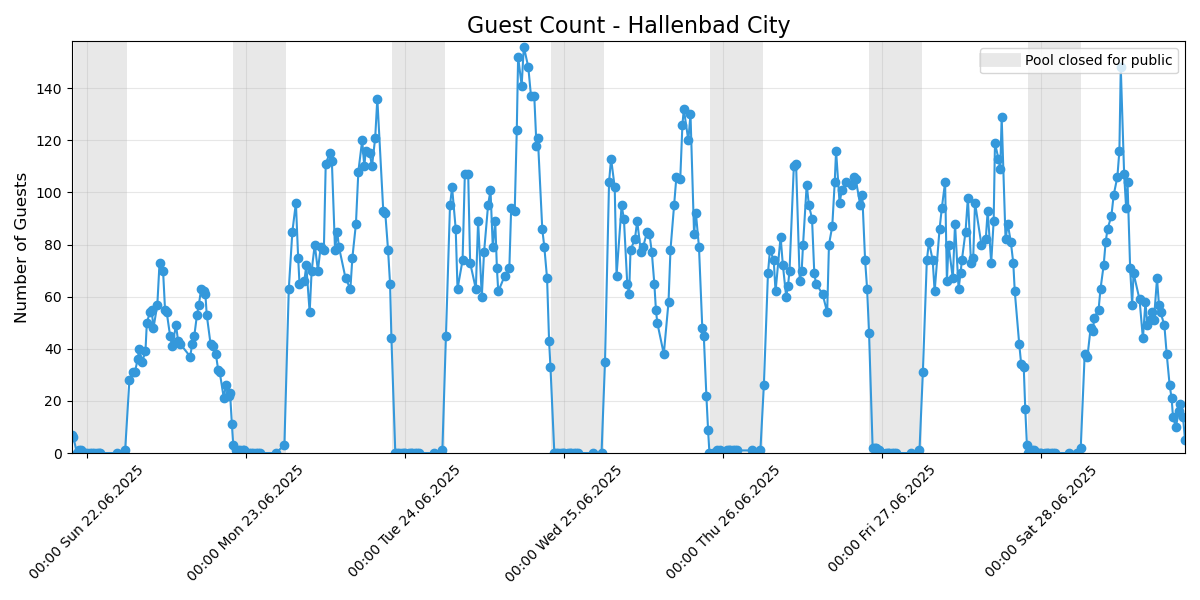 Guest Count - Hallenbad City
Number of Guests
140
120
100
80
60
40
20
0
Pool closed for public
00:00 Sun 22.06.2025
00:00 Mon 23.06.2025
00:00 Tue 24.06.2025
00:00 Wed 25.06.2025
00:00 Thu 26.06.2025
00:00 Fri 27.06.2025
00:00 Sat 28.06.2025